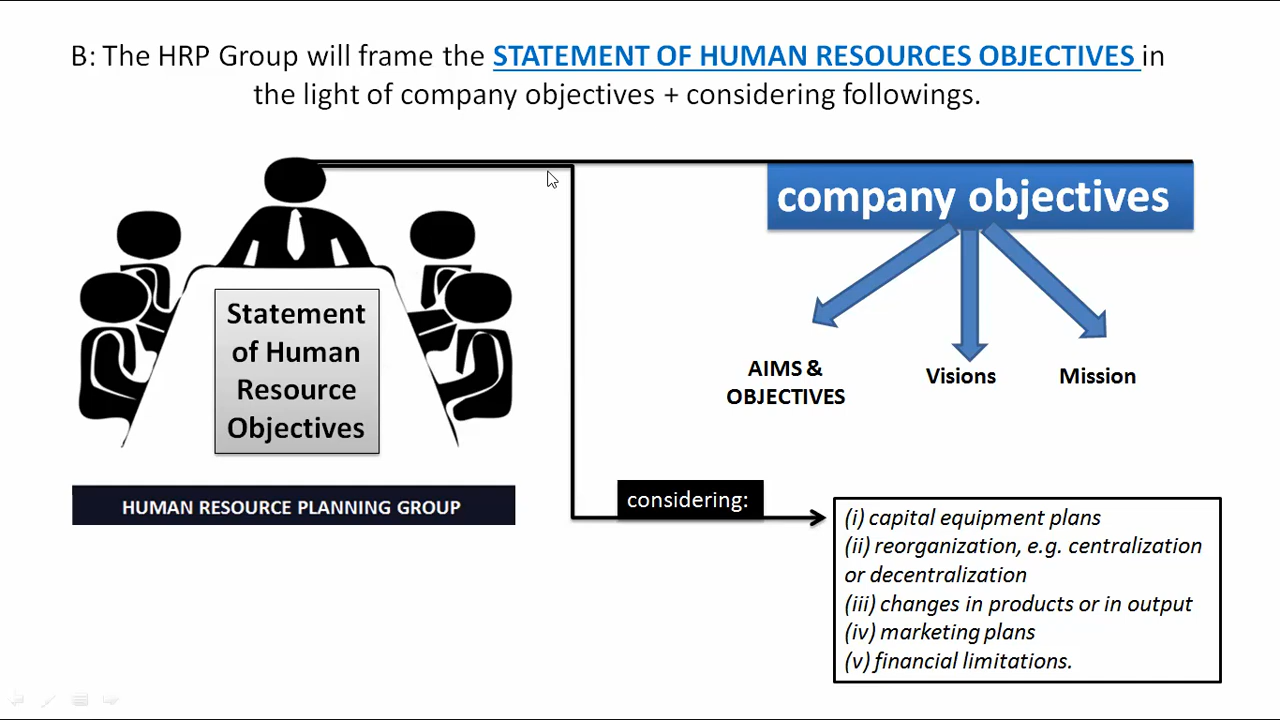 B: The HRP Group will frame the STATEMENT OF HUMAN RESOURCES OBJECTIVES in
the light of company objectives + considering followings.
company objectives
Statement
of Human
Resource
Objectives
AIMS &
OBJECTIVES
Visions
Mission
HUMAN RESOURCE PLANNING GROUP
considering:
(i) capital equipment plans
(ii) reorganization, e.g. centralization
or decentralization
(iii) changes in products or in output
(iv) marketing plans
(v) financial limitations.